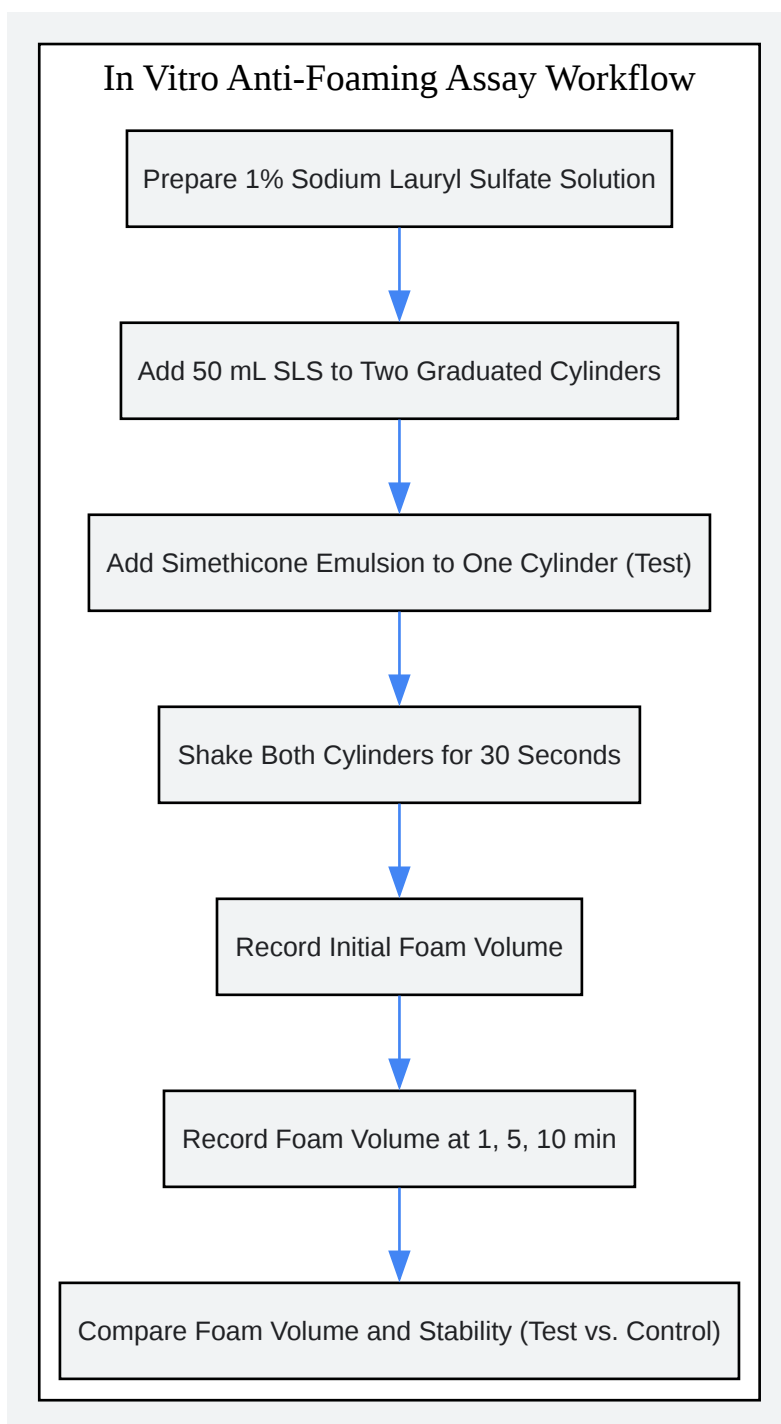 In Vitro Anti-Foaming Assay Workflow
Prepare 1% Sodium Lauryl Sulfate Solution
Add 50 mL SLS to Two Graduated Cylinders
Add Simethicone Emulsion to One Cylinder (Test)
Shake Both Cylinders for 30 Seconds
Record Initial Foam Volume
Record Foam Volume at 1, 5, 10 min
Compare Foam Volume and Stability (Test vs. Control)